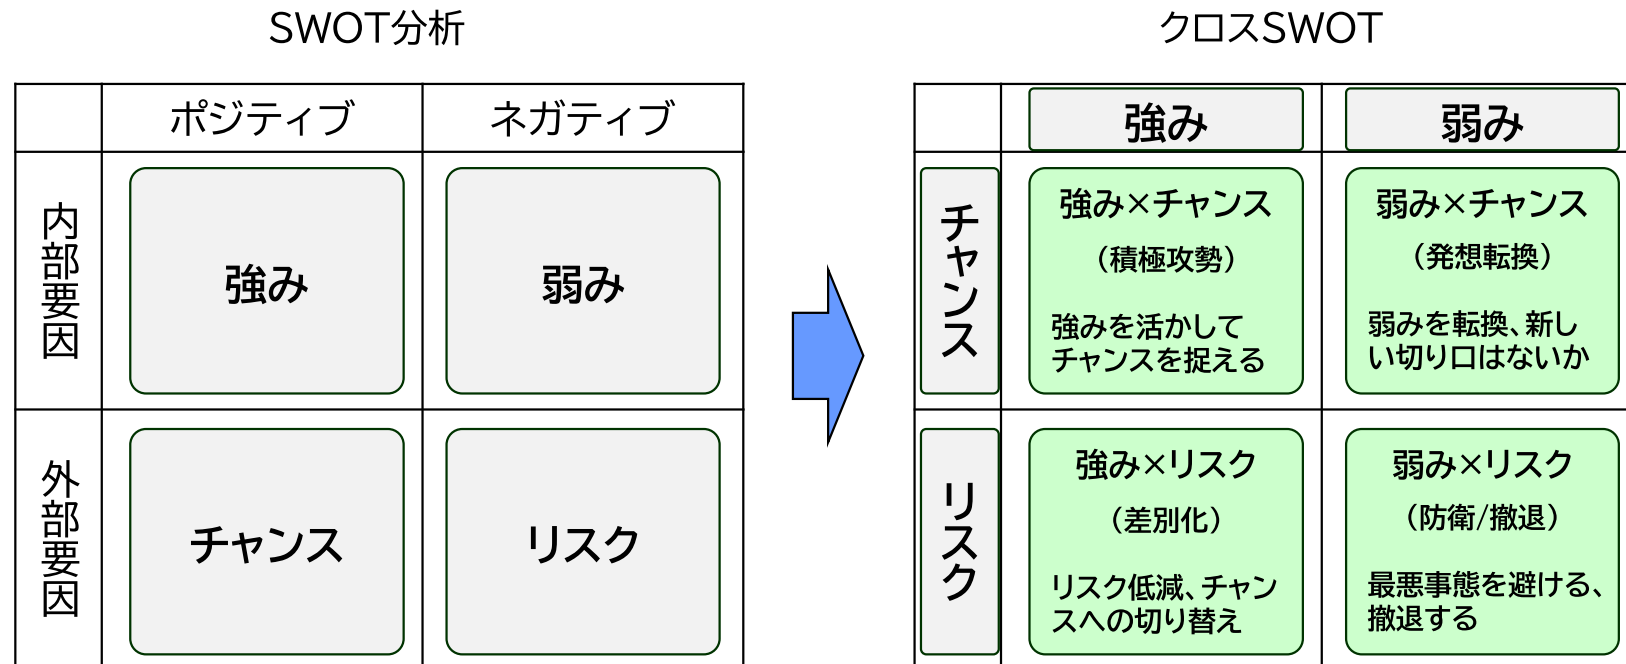 SWOT分析
ポジティブ
ネガティブ
内部要因
強み
弱み
外部要因
チャンス
リスク
クロスSWOT
強み
弱み
チャンス
強み×チャンス
（積極攻勢）
強みを活かして
チャンスを捉える
弱み×チャンス
（発想転換）
弱みを転換、新し
い切り口はないか
リスク
強み×リスク
（差別化）
リスク低減、チャン
スへの切り替え
弱み×リスク
（防衛/撤退）
最悪事態を避ける、
撤退する